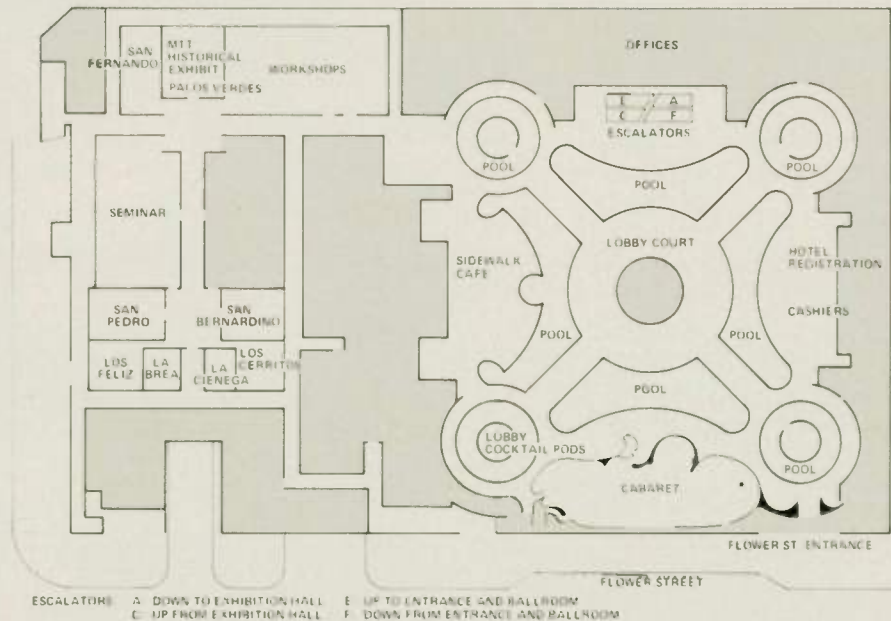 SAN
FERNANDO
MTT
HISTORICAL
EXHIBIT
PALOS VERDES
WORKSHOPS
OFFICES
E A
C F
ESCALATORS
POOL
POOL
POOL
SEMINAR
LOBBY COURT
SIDEWALK
CAFE
HOTEL
REGISTRATION
CASHIERS
SAN
PEDRO
SAN
BERNARDINO
POOL
POOL
LOS
FELIZ
LA
BREA
LA
CIENEGA
LOS
CERRITOS
POOL
LOBBY
COCKTAIL PODS
POOL
CABARET
FLOWER ST. ENTRANCE
FLOWER STREET
ESCALATORS A DOWN TO EXHIBITION HALL E UP TO ENTRANCE AND BALLROOM
C UP FROM EXHIBITION HALL F DOWN FROM ENTRANCE AND BALLROOM